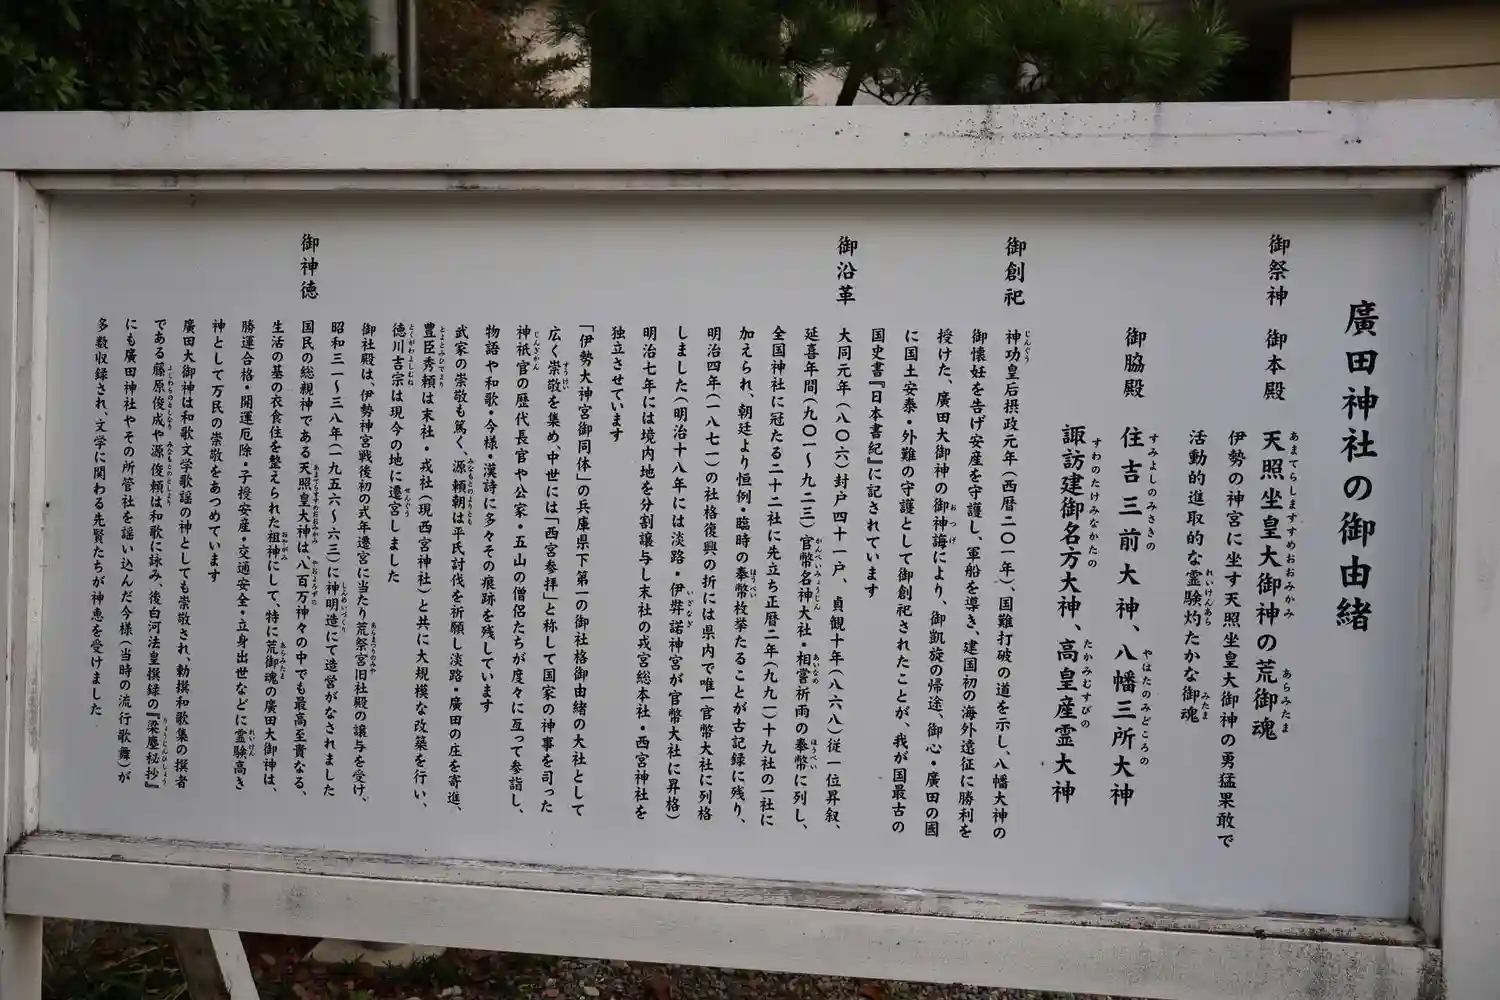 廣田神社の御由緒
御祭神 御本殿 天照坐皇大御神の荒御魂
伊勢の神宮に坐す天照坐皇大御神の勇猛果敢で
活動的進取的な霊験灼たかな御魂
御脇殿 住吉三前大神、八幡三所大神
諏訪建御名方大神、高皇産霊大神
御創祀 神功皇后摂政元年(西暦二〇一年)、国難打破の道を示し、八幡大神の
御懐妊を告げ安産を守護し、軍船を導き、建国初の海外遠征に勝利を
授けた、廣田大御神の御神誨により、御凱旋の帰途、御心・廣田の國
に国土安泰・外難の守護として御創祀されたことが、我が国最古の
国史書『日本書紀』に記されています
御沿革 大同元年(八〇六)封戸四十一戸、貞観十年(八六八)従一位昇叙、
延喜年間(九〇一〜九二三)官幣名神大社・相嘗祈雨の奉幣に列し、
全国神社に冠たる二十二社に先立ち正暦二年(九九一)十九社の一社に
加えられ、朝廷より恒例・臨時の奉幣枚挙たることが古記録に残り、
明治四年(一八七一)の社格復興の折には県内で唯一官幣大社に列格
しました(明治十八年には淡路・伊弉諾神宮が官幣大社に昇格)
明治七年には境内地を分割譲与し末社の戎宮総本社・西宮神社を
独立させています
「伊勢大神宮御同体」の兵庫県下第一の御社格御由緒の大社として
広く崇敬を集め、中世には「西宮参拝」と称して国家の神事を司った
神祇官の歴代長官や公家・五山の僧侶たちが度々に亙って参詣し、
物語や和歌・今様・漢詩に多々その痕跡を残しています
武家の崇敬も篤く、源頼朝は平氏討伐を祈願し淡路・廣田の庄を寄進、
豊臣秀頼は末社・戎社(現西宮神社)と共に大規模な改築を行い、
徳川吉宗は現今の地に遷宮しました
御社殿は、伊勢神宮戦後初の式年遷宮に当たり荒祭宮旧社殿の譲与を受け、
昭和三一〜三八年(一九五六〜六三)に神明造にて造営がなされました
御神徳 国民の総親神である天照皇大神は、八百万神々の中でも最高至貴なる、
生活の基の衣食住を整えられた祖神にして、特に荒御魂の廣田大御神は、
勝運合格・開運厄除・子授安産・交通安全・立身出世などに霊験高き
神として万民の崇敬をあつめています
廣田大御神は和歌文学歌謡の神としても崇敬され、勅撰和歌集の撰者
である藤原俊成や源俊頼は和歌に詠み、後白河法皇撰録の『梁塵秘抄』
にも廣田神社やその所管社を謡い込んだ今様(当時の流行歌舞)が
多数収録され、文学に関わる先賢たちが神恵を受けました